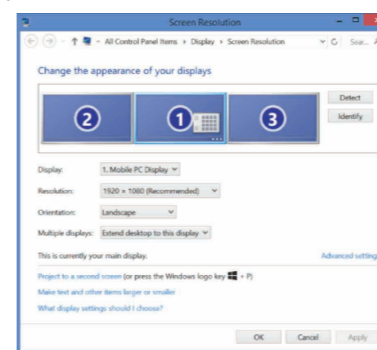 Screen Resolution
All Control Panel Items Display Screen Resolution
Change the appearance of your displays
2 1 3
Detect
Identify
Display: 1. Mobile PC Display
Resolution: 1920 × 1080 (Recommended)
Orientation: Landscape
Multiple displays: Extend desktop to this display
This is currently your main display. Advanced setting
Project to a second screen (or press the Windows logo key + P)
Make text and other items larger or smaller
What display settings should I choose?
OK Cancel Apply